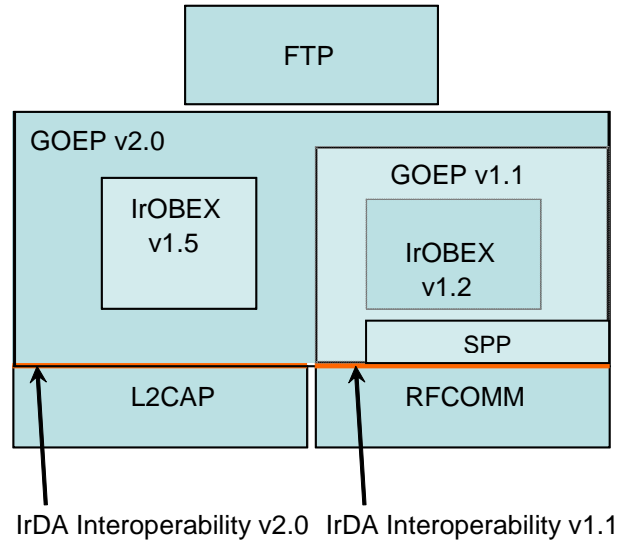 FTP
GOEP v2.0
GOEP v1.1
IrOBEX
v1.5
IrOBEX
v1.2
SPP
L2CAP
RFCOMM
IrDA Interoperability v2.0
IrDA Interoperability v1.1